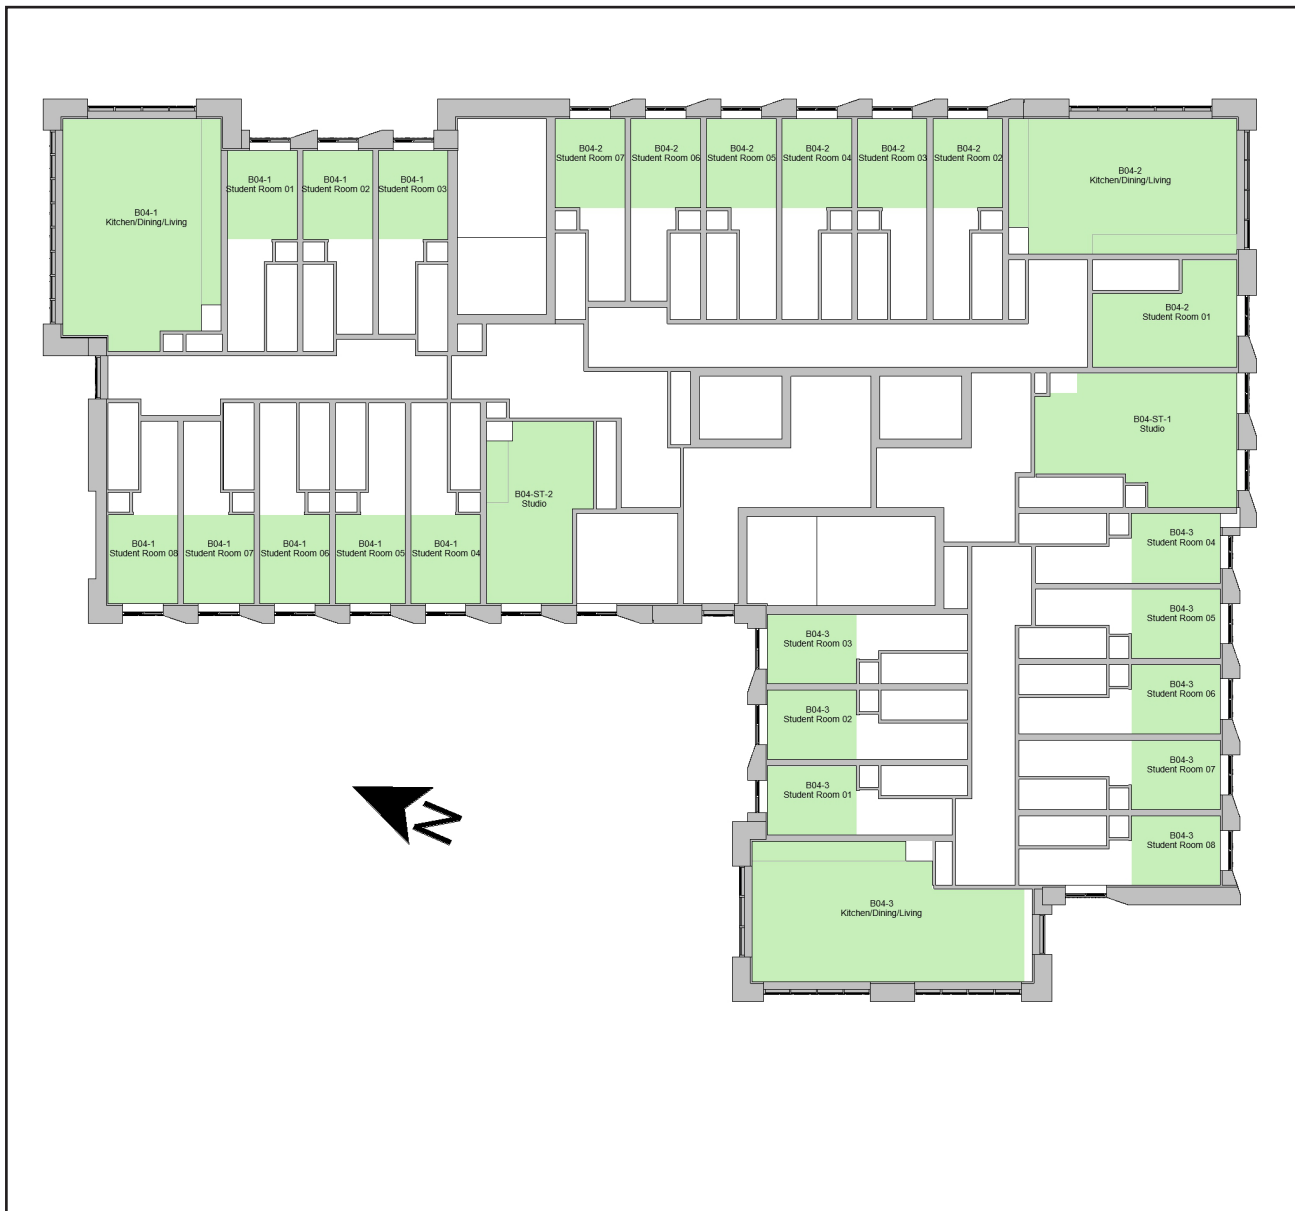 B04-2
Student Room 07
B04-2
Student Room 06
B04-2
Student Room 05
B04-2
Student Room 04
B04-2
Student Room 03
B04-2
Student Room 02
B04-2
Kitchen/Dining/Living
B04-1
Kitchen/Dining/Living
B04-1
Student Room 01
B04-1
Student Room 02
B04-1
Student Room 03
B04-2
Student Room 01
B04-ST-1
Studio
B04-ST-2
Studio
B04-1
Student Room 08
B04-1
Student Room 07
B04-1
Student Room 06
B04-1
Student Room 05
B04-1
Student Room 04
B04-3
Student Room 04
B04-3
Student Room 05
B04-3
Student Room 03
B04-3
Student Room 06
B04-3
Student Room 02
B04-3
Student Room 07
B04-3
Student Room 01
B04-3
Student Room 08
B04-3
Kitchen/Dining/Living
N